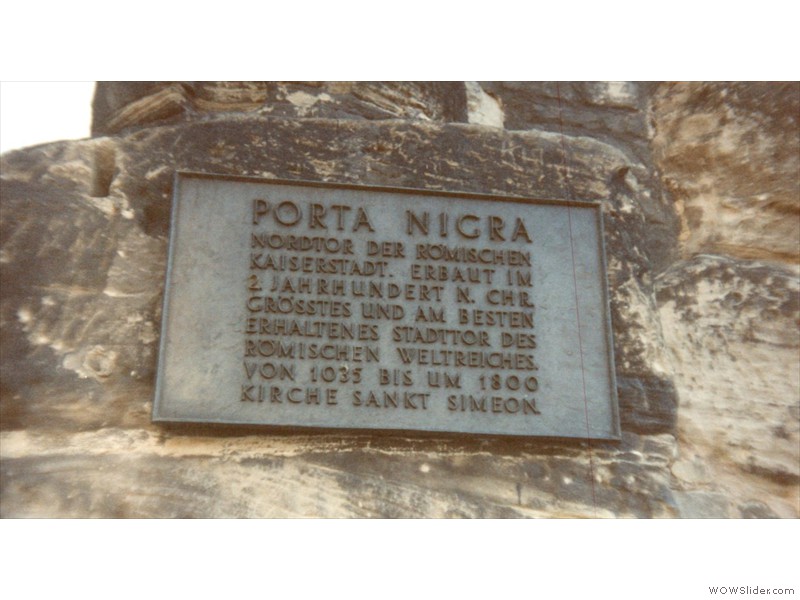 PORTA NIGRA
NORDTOR DER RÖMISCHEN
KAISERSTADT. ERBAUT IM
2. JAHRHUNDERT N. CHR.
GRÖSSTES UND AM BESTEN
ERHALTENES STADTTOR DES
RÖMISCHEN WELTREICHES.
VON 1035 BIS UM 1800
KIRCHE SANKT SIMEON.
WOWSlider.com